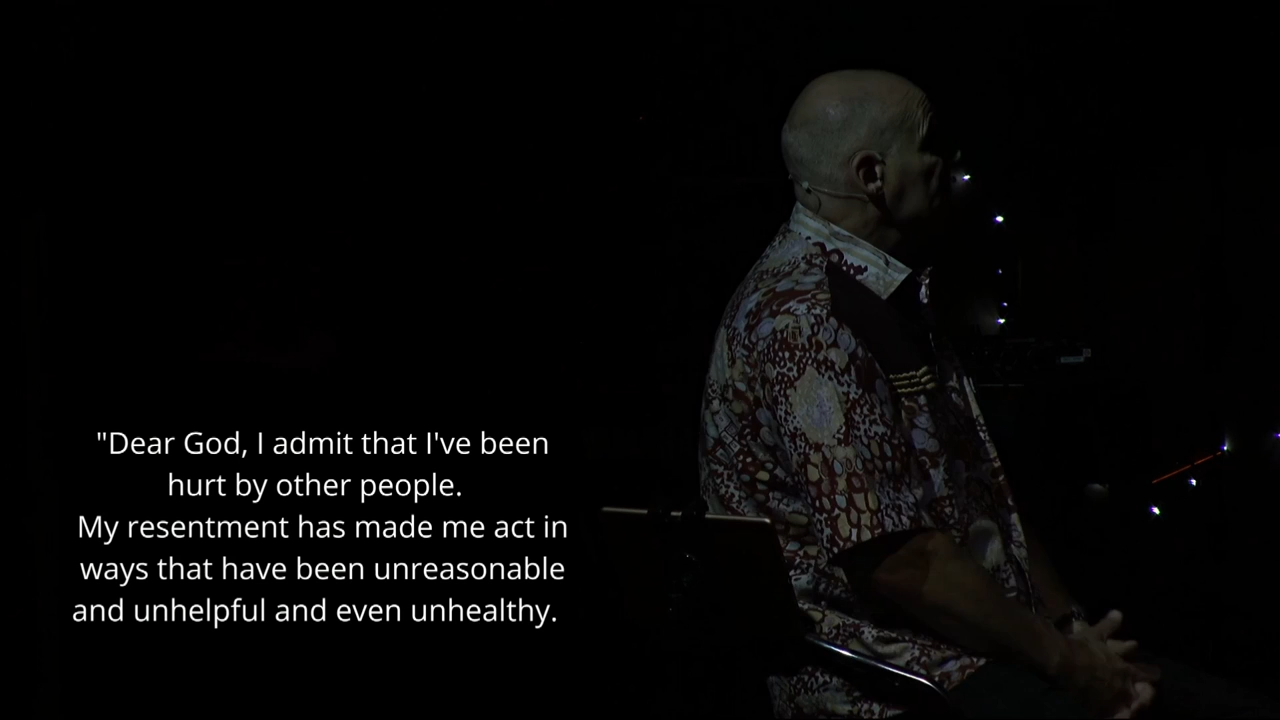 "Dear God, I admit that I've been
hurt by other people.
My resentment has made me act in
ways that have been unreasonable
and unhelpful and even unhealthy.